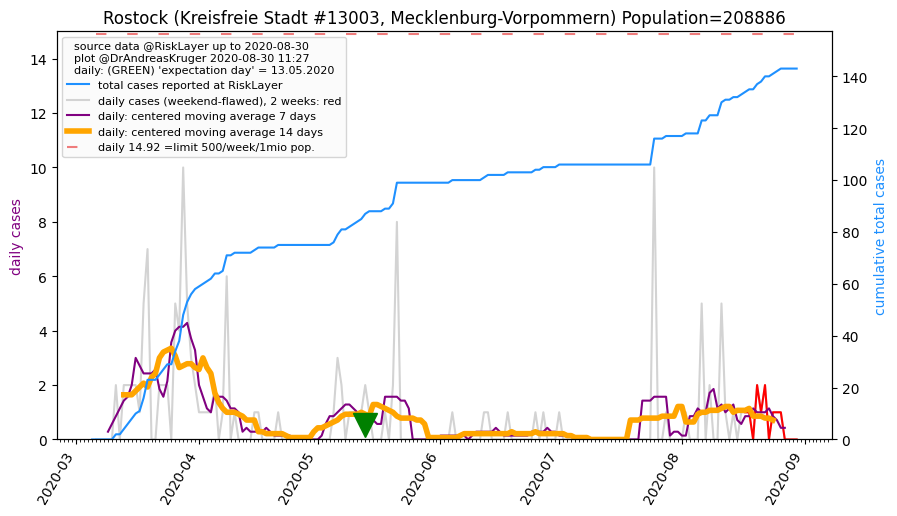 Rostock (Kreisfreie Stadt #13003, Mecklenburg-Vorpommern) Population=208886
source data @RiskLayer up to 2020-08-30
plot @DrAndreasKruger 2020-08-30 11:27
daily: (GREEN) 'expectation day' = 13.05.2020
total cases reported at RiskLayer
daily cases (weekend-flawed), 2 weeks: red
daily: centered moving average 7 days
daily: centered moving average 14 days
daily 14.92 =limit 500/week/1mio pop.
daily cases
14
12
10
8
6
4
2
0
cumulative total cases
140
120
100
80
60
40
20
0
2020-03
2020-04
2020-05
2020-06
2020-07
2020-08
2020-09